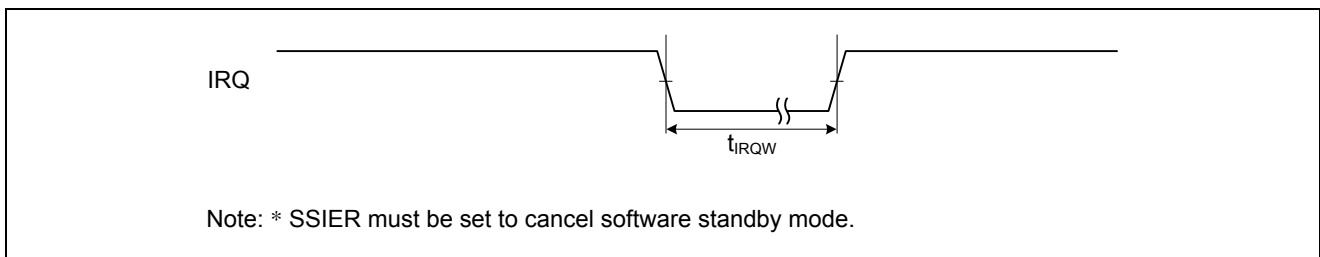 IRQ
tIRQW
Note: * SSIER must be set to cancel software standby mode.